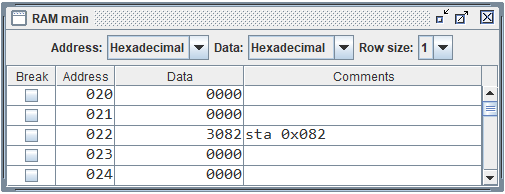 RAM main
Address: Hexadecimal Data: Hexadecimal Row size: 1
Break Address Data Comments
020 0000
021 0000
022 3082 sta 0x082
023 0000
024 0000